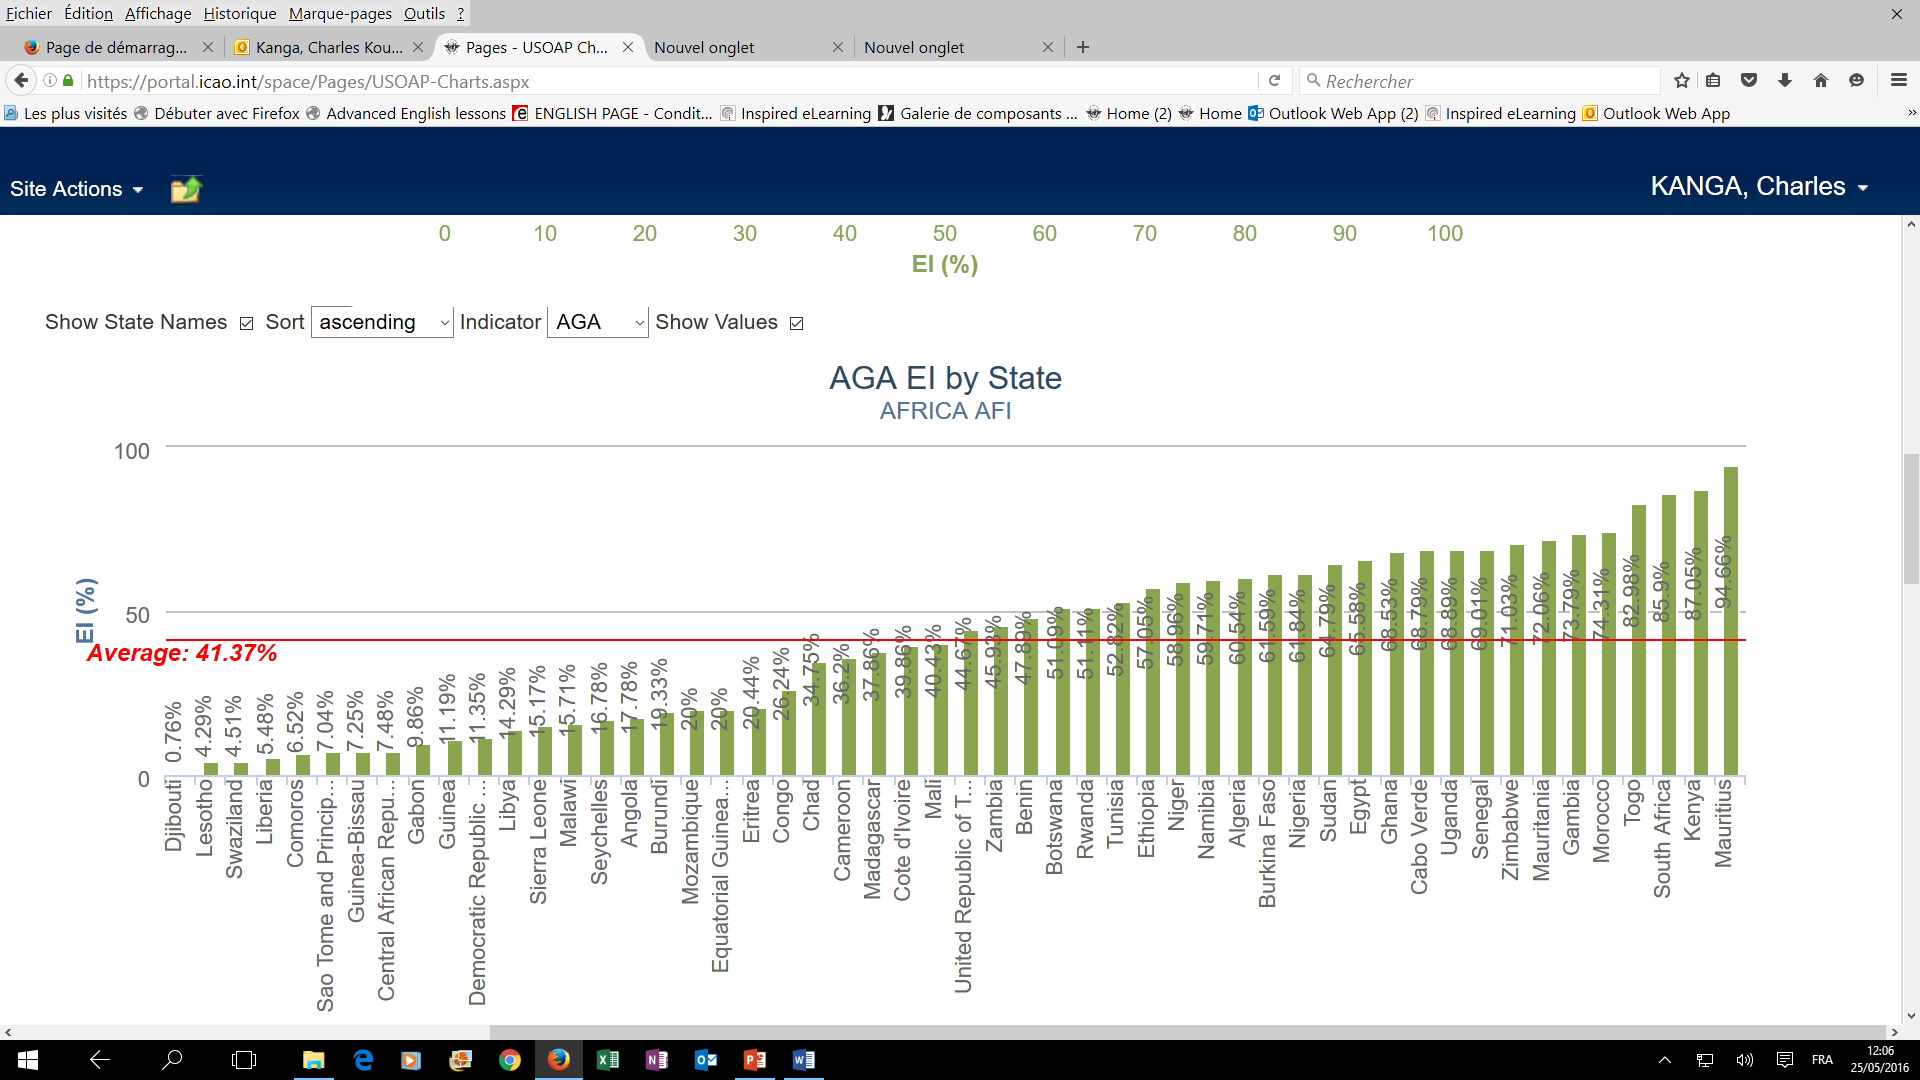 Fichier Édition Affichage Historique Marque-pages Outils ?
Page de démarrag... Kanga, Charles Kou... Pages - USOAP Ch... Nouvel onglet Nouvel onglet
https://portal.icao.int/space/Pages/USOAP-Charts.aspx Rechercher
Les plus visités Débuter avec Firefox Advanced English lessons ENGLISH PAGE - Condit... Inspired eLearning Galerie de composants ... Home (2) Home Outlook Web App (2) Inspired eLearning Outlook Web App
Site Actions KANGA, Charles
0 10 20 30 40 50 60 70 80 90 100
EI (%)
Show State Names Sort ascending Indicator AGA Show Values
AGA EI by State
AFRICA AFI
100
50
0
EI (%)
Average: 41.37%
0.76% 4.29% 4.51% 5.48% 6.52% 7.04% 7.25% 7.48% 9.86% 11.19% 11.35% 14.29% 15.17% 15.71% 16.78% 17.78% 19.33% 20% 20% 20.44% 26.24% 34.75% 36.2% 37.86% 39.86% 40.43% 44.67% 45.93% 47.89% 51.09% 51.11% 52.82% 57.05% 58.96% 59.71% 60.54% 61.59% 61.84% 64.79% 65.58% 68.53% 68.79% 68.89% 69.01% 71.03% 72.06% 73.79% 74.31% 82.98% 85.9% 87.05% 94.66%
Djibouti
Lesotho
Swaziland
Liberia
Comoros
Sao Tome and Princip...
Guinea-Bissau
Central African Repu...
Gabon
Guinea
Democratic Republic ...
Libya
Sierra Leone
Malawi
Seychelles
Angola
Burundi
Mozambique
Equatorial Guinea...
Eritrea
Congo
Chad
Cameroon
Madagascar
Cote d'Ivoire
Mali
United Republic of T...
Zambia
Benin
Botswana
Rwanda
Tunisia
Ethiopia
Niger
Namibia
Algeria
Burkina Faso
Nigeria
Sudan
Egypt
Ghana
Cabo Verde
Uganda
Senegal
Zimbabwe
Mauritania
Gambia
Morocco
Togo
South Africa
Kenya
Mauritius
FRA
12:06
25/05/2016